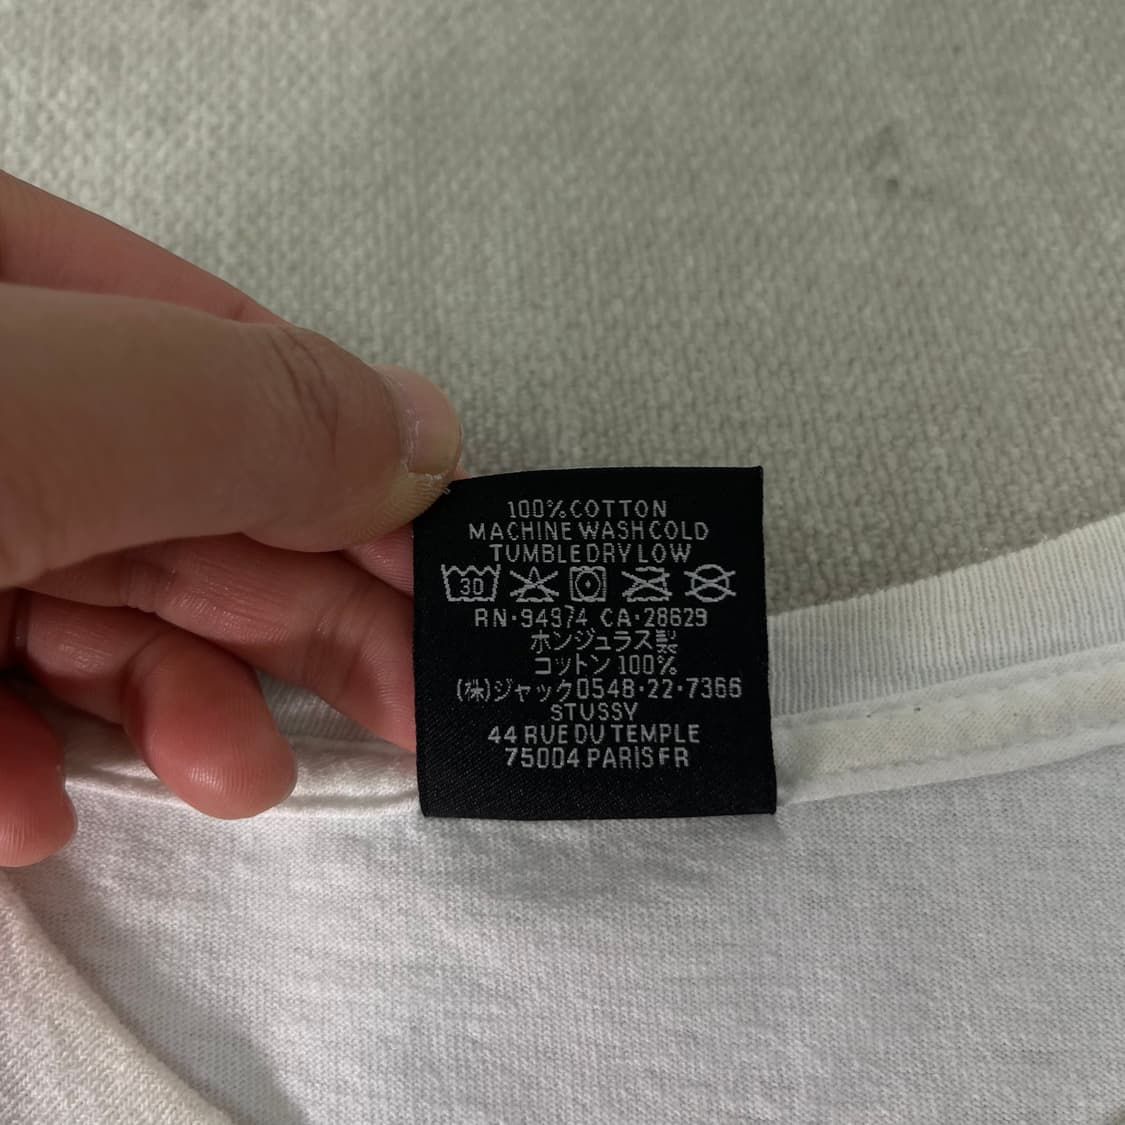 100% COTTON
MACHINE WASH COLD
TUMBLE DRY LOW
30
RN·94974 CA·28629
ホンジュラス製
コットン 100%
(株)ジャック0548·22·7366
STUSSY
44 RUE DU TEMPLE
75004 PARIS FR